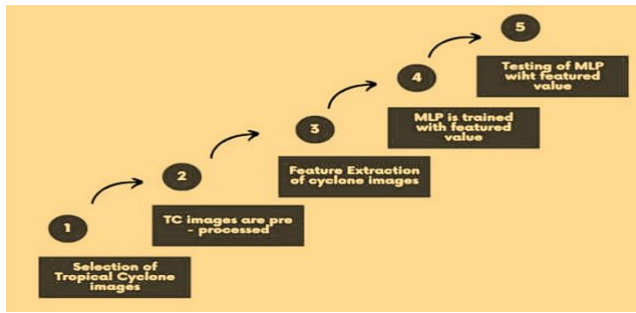 1
Selection of
Tropical Cyclone
images
2
TC images are pre
- processed
3
Feature Extraction
of cyclone images
4
MLP is trained
with featured
value
5
Testing of MLP
wiht featured
value